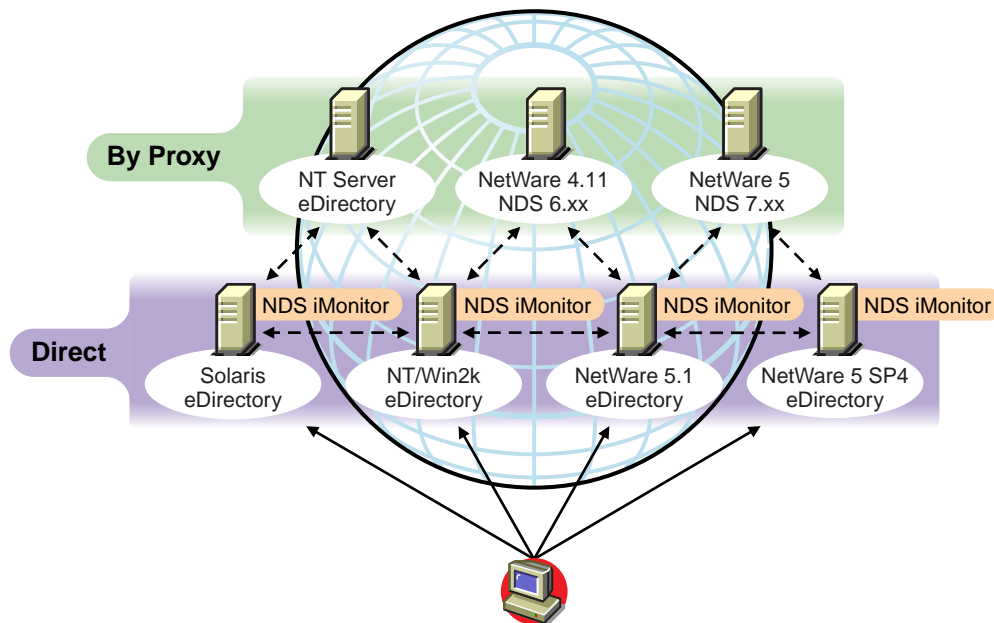 By Proxy
NT Server
eDirectory
NetWare 4.11
NDS 6.xx
NetWare 5
NDS 7.xx
Direct
NDS iMonitor
NDS iMonitor
NDS iMonitor
NDS iMonitor
Solaris
eDirectory
NT/Win2k
eDirectory
NetWare 5.1
eDirectory
NetWare 5 SP4
eDirectory